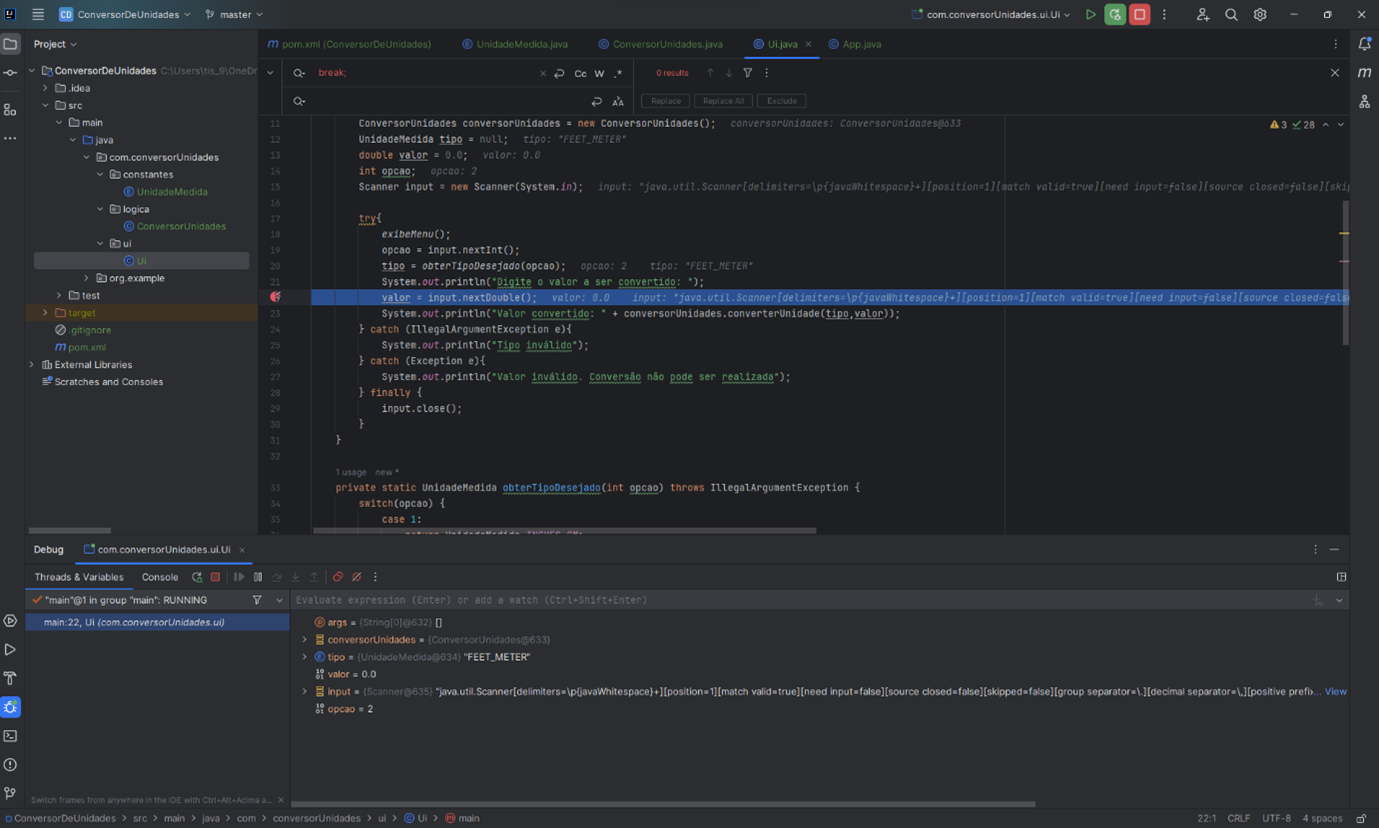 CD ConversorDeUnidades master com.conversorUnidades.ui.Ui
Project
ConversorDeUnidades C:\Users\tis_9\OneDr
.idea
src
main
java
com.conversorUnidades
constantes
UnidadeMedida
logica
ConversorUnidades
ui
Ui
org.example
test
target
.gitignore
pom.xml
External Libraries
Scratches and Consoles
pom.xml (ConversorDeUnidades) UnidadeMedida.java ConversorUnidades.java Ui.java App.java
break; Cc W .* 0 results
Replace Replace All Exclude
3 28
11 ConversorUnidades conversorUnidades = new ConversorUnidades(); conversorUnidades: ConversorUnidades@633
12 UnidadeMedida tipo = null; tipo: "FEET_METER"
13 double valor = 0.0; valor: 0.0
14 int opcao; opcao: 2
15 Scanner input = new Scanner(System.in); input: "java.util.Scanner[delimiters=\p{javaWhitespace}+][position=1][match valid=true][need input=false][source closed=false][skip
16
17 try{
18 exibeMenu();
19 opcao = input.nextInt();
20 tipo = obterTipoDesejado(opcao); opcao: 2 tipo: "FEET_METER"
21 System.out.println("Digite o valor a ser convertido: ");
valor = input.nextDouble(); valor: 0.0 input: "java.util.Scanner[delimiters=\p{javaWhitespace}+][position=1][match valid=true][need input=false][source closed=fals
23 System.out.println("Valor convertido: " + conversorUnidades.converterUnidade(tipo,valor));
24 } catch (IllegalArgumentException e){
25 System.out.println("Tipo inválido");
26 } catch (Exception e){
27 System.out.println("Valor inválido. Conversão não pode ser realizada");
28 } finally {
29 input.close();
30 }
31 }
32
1 usage new *
33 private static UnidadeMedida obterTipoDesejado(int opcao) throws IllegalArgumentException {
34 switch(opcao) {
35 case 1:
Debug com.conversorUnidades.ui.Ui
Threads & Variables Console
"main"@1 in group "main": RUNNING
main:22, Ui (com.conversorUnidades.ui)
Switch frames from anywhere in the IDE with Ctrl+Alt+Acima a...
Evaluate expression (Enter) or add a watch (Ctrl+Shift+Enter)
args = {String[0]@632} []
conversorUnidades = {ConversorUnidades@633}
tipo = {UnidadeMedida@634} "FEET_METER"
valor = 0.0
input = {Scanner@635} "java.util.Scanner[delimiters=\p{javaWhitespace}+][position=1][match valid=true][need input=false][source closed=false][skipped=false][group separator=\.][decimal separator=\,][positive prefix... View
opcao = 2
ConversorDeUnidades > src > main > java > com > conversorUnidades > ui > Ui > main 22:1 CRLF UTF-8 4 spaces